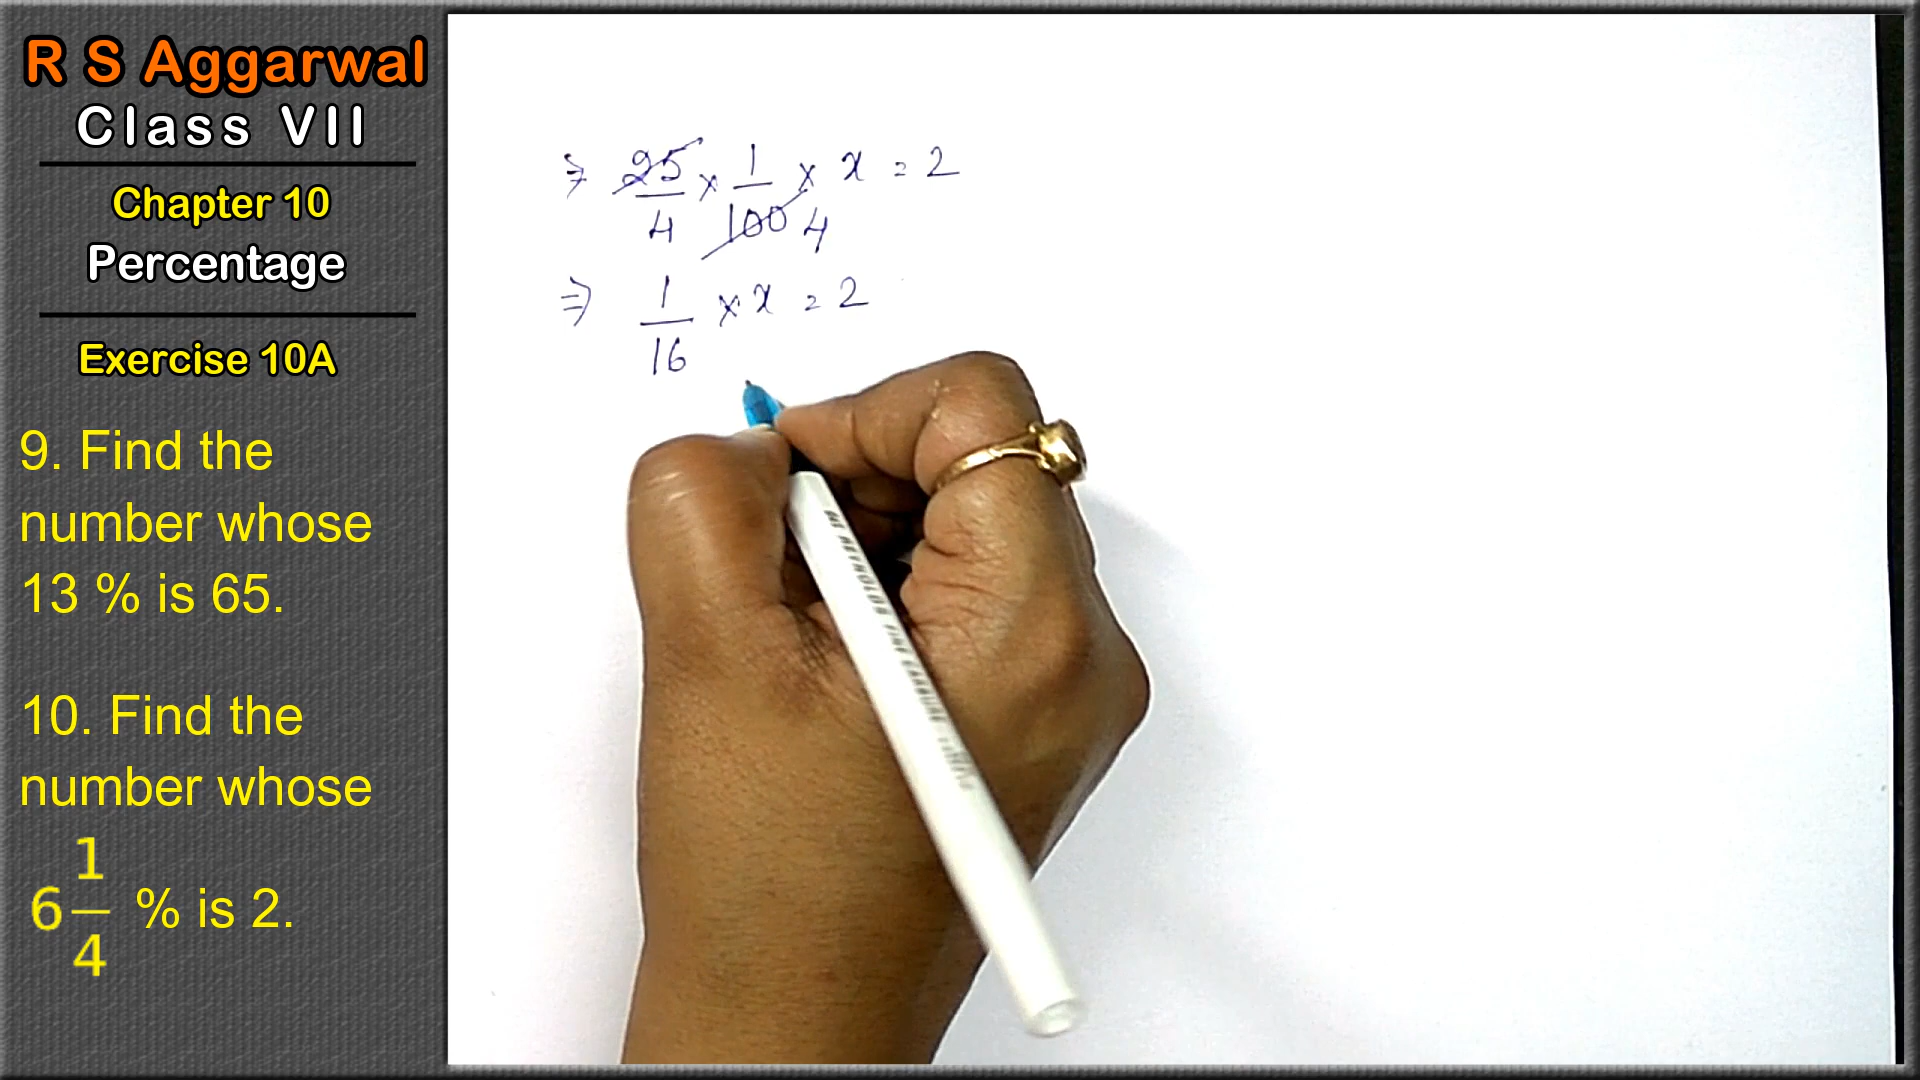 R S Aggarwal
Class VII
Chapter 10
Percentage
Exercise 10A
9. Find the
number whose
13 % is 65.
10. Find the
number whose
6 1/4 % is 2.
⇒ 25/4 × 1/100 4 × x = 2
⇒ 1/16 × x = 2